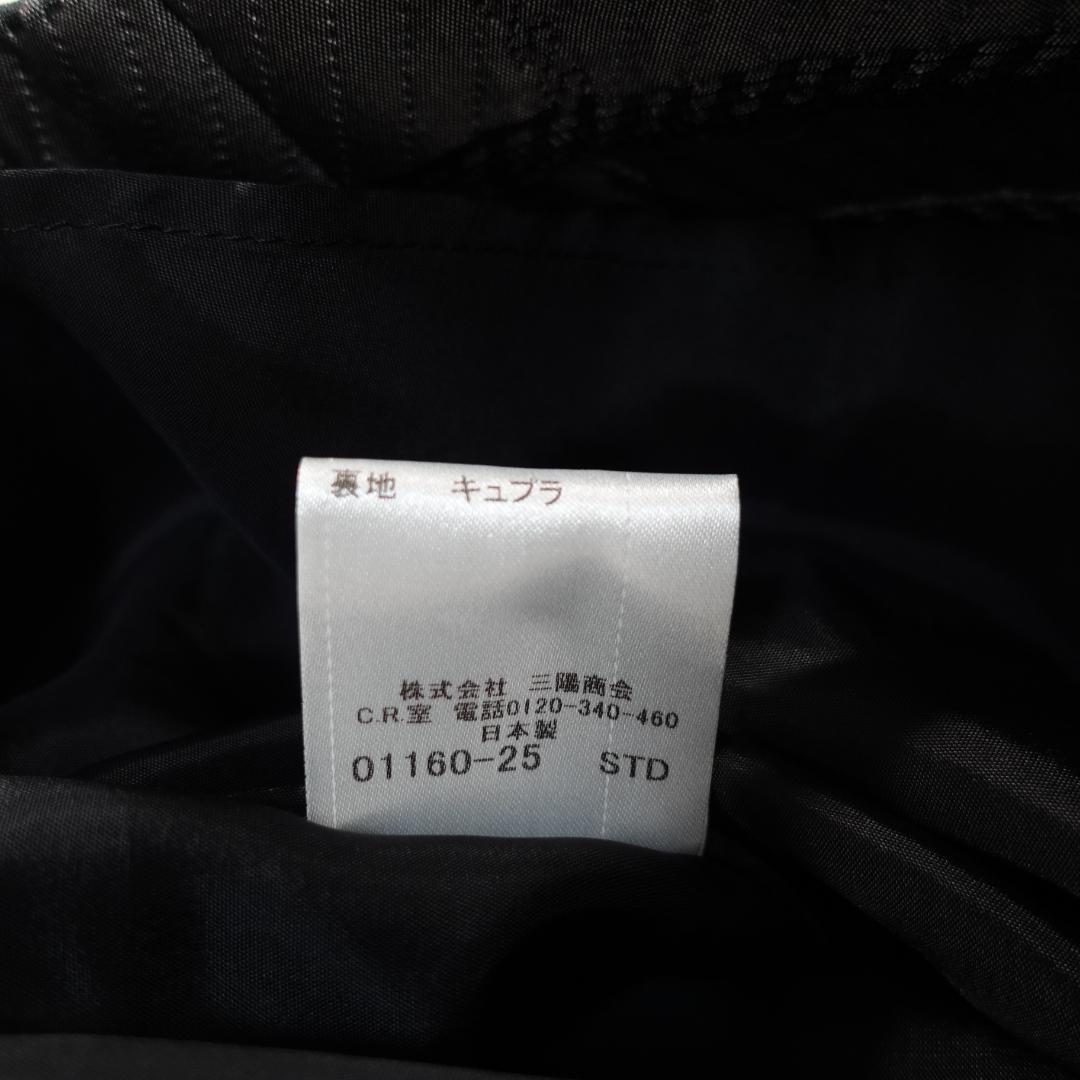 裏地 キュプラ
株式会社 三陽商会
C.R.室 電話0120-340-460
日本製
01160-25 STD